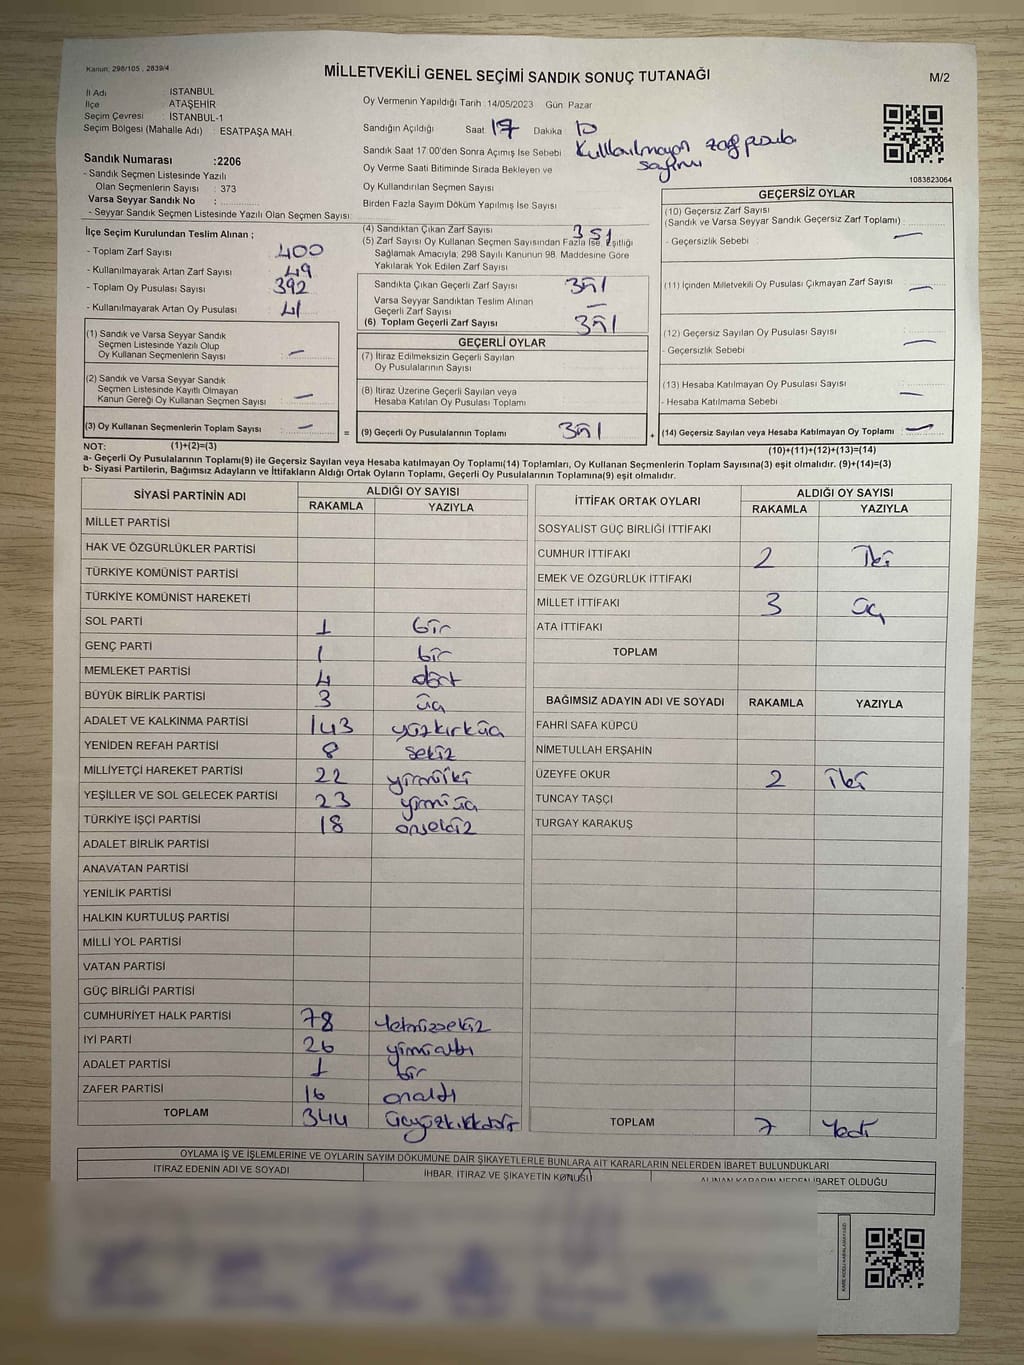 Kanun; 298/105 , 2839/4
MİLLETVEKİLİ GENEL SEÇİMİ SANDIK SONUÇ TUTANAĞI
M/2
İl Adı : İSTANBUL
İlçe : ATAŞEHİR
Seçim Çevresi : İSTANBUL-1
Seçim Bölgesi (Mahalle Adı) : ESATPAŞA MAH.
Sandık Numarası :2206
- Sandık Seçmen Listesinde Yazılı
Olan Seçmenlerin Sayısı : 373
Varsa Seyyar Sandık No :
- Seyyar Sandık Seçmen Listesinde Yazılı Olan Seçmen Sayısı:
Oy Vermenin Yapıldığı Tarih :14/05/2023 Gün :Pazar
Sandığın Açıldığı Saat: 17 Dakika 10
Sandık Saat 17.00'den Sonra Açımış İse Sebebi Kullanılmayan zarf pusula
sayımı
Oy Verme Saati Bitiminde Sırada Bekleyen ve
Oy Kullandırılan Seçmen Sayısı
Birden Fazla Sayım Döküm Yapılmış İse Sayısı
1083823064
İlçe Seçim Kurulundan Teslim Alınan ;
- Toplam Zarf Sayısı : 400
- Kullanılmayarak Artan Zarf Sayısı : 49
- Toplam Oy Pusulası Sayısı : 392
- Kullanılmayarak Artan Oy Pusulası : 41
(1) Sandık ve Varsa Seyyar Sandık
Seçmen Listesinde Yazılı Olup
Oy Kullanan Seçmenlerin Sayısı : —
(2) Sandık ve Varsa Seyyar Sandık
Seçmen Listesinde Kayıtlı Olmayan
Kanun Gereği Oy Kullanan Seçmen Sayısı : —
(3) Oy Kullanan Seçmenlerin Toplam Sayısı : —
(1)+(2)=(3)
(4) Sandıktan Çıkan Zarf Sayısı 351
(5) Zarf Sayısı Oy Kullanan Seçmen Sayısından Fazla İse, Eşitliği
Sağlamak Amacıyla; 298 Sayılı Kanunun 98. Maddesine Göre
Yakılarak Yok Edilen Zarf Sayısı
Sandıkta Çıkan Geçerli Zarf Sayısı 351
Varsa Seyyar Sandıktan Teslim Alınan
Geçerli Zarf Sayısı —
(6) Toplam Geçerli Zarf Sayısı 351
GEÇERLİ OYLAR
(7) İtiraz Edilmeksizin Geçerli Sayılan
Oy Pusulalarının Sayısı
(8) İtiraz Üzerine Geçerli Sayılan veya
Hesaba Katılan Oy Pusulası Toplamı
= (9) Geçerli Oy Pusulalarının Toplamı 351 +
GEÇERSİZ OYLAR
(10) Geçersiz Zarf Sayısı
(Sandık ve Varsa Seyyar Sandık Geçersiz Zarf Toplamı) :
- Geçersizlik Sebebi : —
(11) İçinden Milletvekili Oy Pusulası Çıkmayan Zarf Sayısı : —
(12) Geçersiz Sayılan Oy Pusulası Sayısı
- Geçersizlik Sebebi : —
(13) Hesaba Katılmayan Oy Pusulası Sayısı
- Hesaba Katılmama Sebebi : —
(14) Geçersiz Sayılan veya Hesaba Katılmayan Oy Toplamı : —
(10)+(11)+(12)+(13)=(14)
NOT:
a- Geçerli Oy Pusulalarının Toplamı(9) ile Geçersiz Sayılan veya Hesaba katılmayan Oy Toplamı(14) Toplamları, Oy Kullanan Seçmenlerin Toplam Sayısına(3) eşit olmalıdır. (9)+(14)=(3)
b- Siyasi Partilerin, Bağımsız Adayların ve İttifakların Aldığı Ortak Oyların Toplamı, Geçerli Oy Pusulalarının Toplamına(9) eşit olmalıdır.
SİYASİ PARTİNİN ADI ALDIĞI OY SAYISI
RAKAMLA YAZIYLA
MİLLET PARTİSİ
HAK VE ÖZGÜRLÜKLER PARTİSİ
TÜRKİYE KOMÜNİST PARTİSİ
TÜRKİYE KOMÜNİST HAREKETİ
SOL PARTİ 1 bir
GENÇ PARTİ 1 bir
MEMLEKET PARTİSİ 4 dört
BÜYÜK BİRLİK PARTİSİ 3 üç
ADALET VE KALKINMA PARTİSİ 143 yüzkırküç
YENİDEN REFAH PARTİSİ 8 sekiz
MİLLİYETÇİ HAREKET PARTİSİ 22 yirmiiki
YEŞİLLER VE SOL GELECEK PARTİSİ 23 yirmiüç
TÜRKİYE İŞÇİ PARTİSİ 18 onsekiz
ADALET BİRLİK PARTİSİ
ANAVATAN PARTİSİ
YENİLİK PARTİSİ
HALKIN KURTULUŞ PARTİSİ
MİLLİ YOL PARTİSİ
VATAN PARTİSİ
GÜÇ BİRLİĞİ PARTİSİ
CUMHURİYET HALK PARTİSİ 78 yetmişsekiz
İYİ PARTİ 26 yirmialtı
ADALET PARTİSİ 1 bir
ZAFER PARTİSİ 16 onaltı
TOPLAM 344
İTTİFAK ORTAK OYLARI ALDIĞI OY SAYISI
RAKAMLA YAZIYLA
SOSYALİST GÜÇ BİRLİĞİ İTTİFAKI
CUMHUR İTTİFAKI 2 İki
EMEK VE ÖZGÜRLÜK İTTİFAKI
MİLLET İTTİFAKI 3 üç
ATA İTTİFAKI
TOPLAM
BAĞIMSIZ ADAYIN ADI VE SOYADI RAKAMLA YAZIYLA
FAHRİ SAFA KÜPCÜ
NİMETULLAH ERŞAHİN
ÜZEYFE OKUR 2 iki
TUNCAY TAŞÇI
TURGAY KARAKUŞ
TOPLAM 7 Yedi
OYLAMA İŞ VE İŞLEMLERİNE VE OYLARIN SAYIM DÖKÜMÜNE DAİR ŞİKAYETLERLE BUNLARA AİT KARARLARIN NELERDEN İBARET BULUNDUKLARI
İTİRAZ EDENİN ADI VE SOYADI
İHBAR, İTİRAZ VE ŞİKAYETİN KONUSU
ALINAN KARARIN NEDEN İBARET OLDUĞU